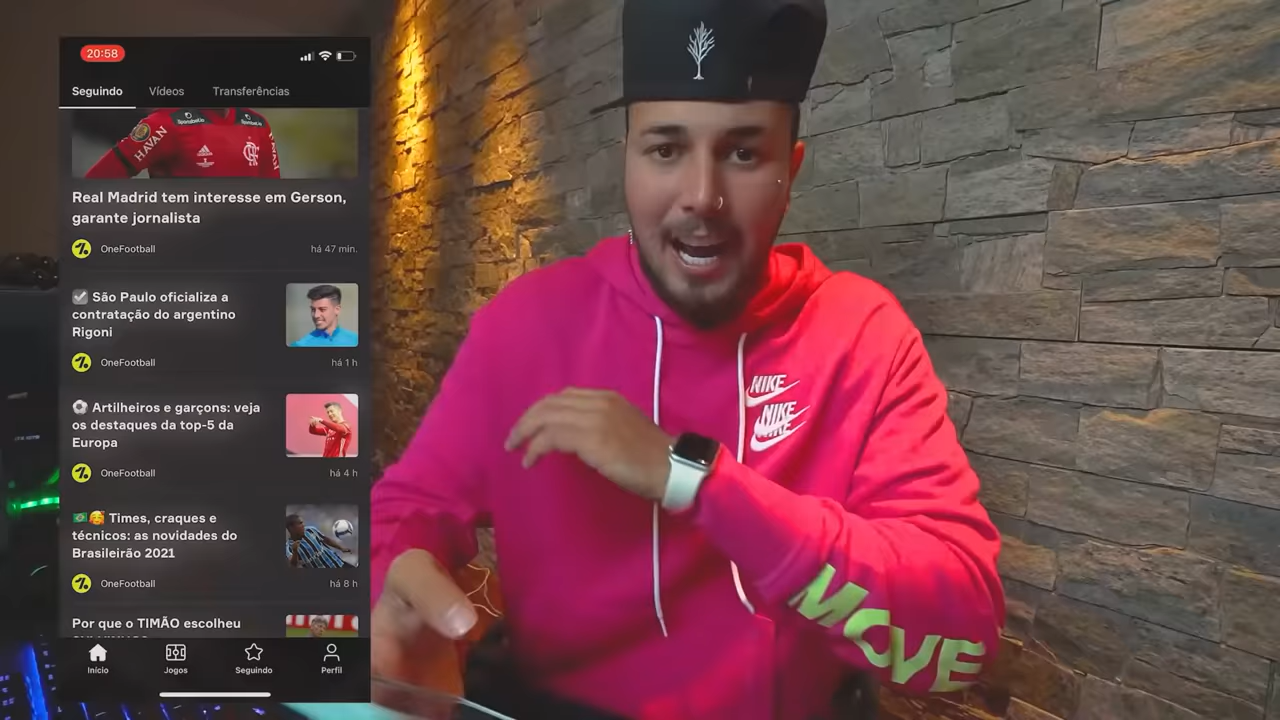 20:58
Seguindo
Vídeos
Transferências
HAVAN
Sportsbet.io
Real Madrid tem interesse em Gerson,
garante jornalista
OneFootball
há 47 min.
☑️ São Paulo oficializa a
contratação do argentino
Rigoni
OneFootball
há 1 h
⚽ Artilheiros e garçons: veja
os destaques da top-5 da
Europa
OneFootball
há 4 h
🇧🇷🥰 Times, craques e
técnicos: as novidades do
Brasileirão 2021
OneFootball
há 8 h
Por que o TIMÃO escolheu
Início
Jogos
Seguindo
Perfil
NIKE
NIKE
NIKE
MOVE